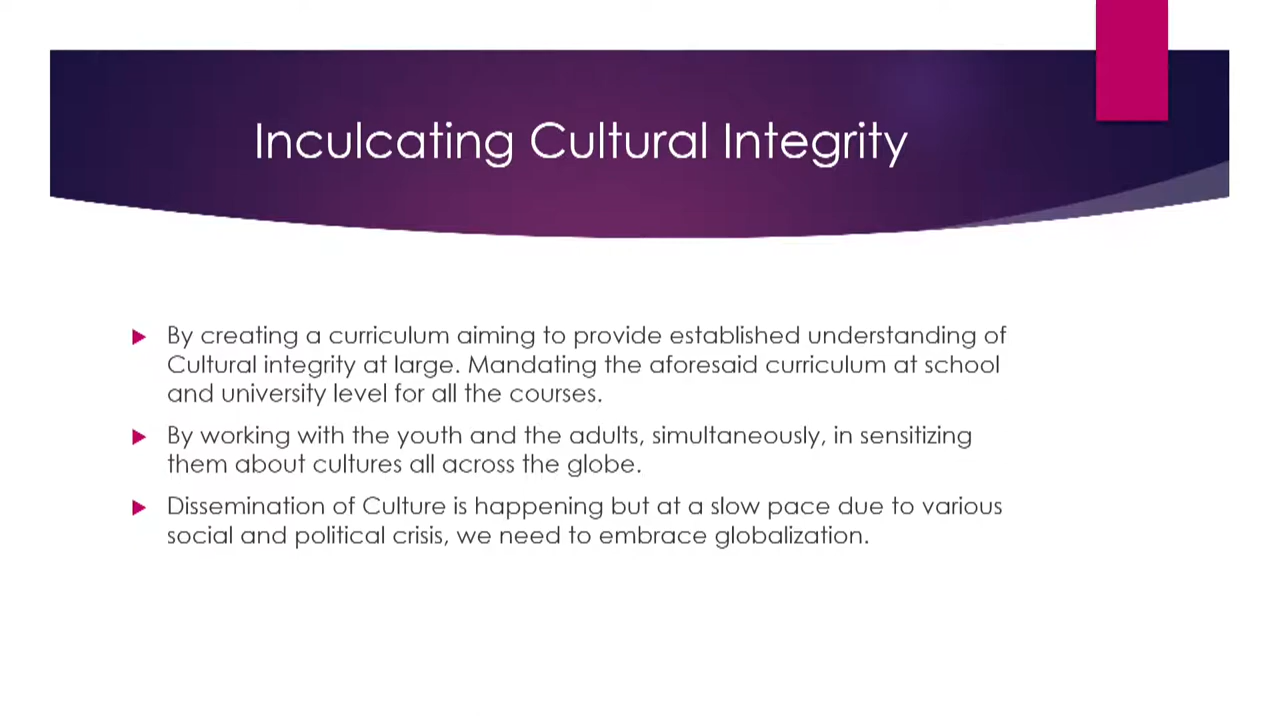 Inculcating Cultural Integrity
By creating a curriculum aiming to provide established understanding of
Cultural integrity at large. Mandating the aforesaid curriculum at school
and university level for all the courses.
By working with the youth and the adults, simultaneously, in sensitizing
them about cultures all across the globe.
Dissemination of Culture is happening but at a slow pace due to various
social and political crisis, we need to embrace globalization.